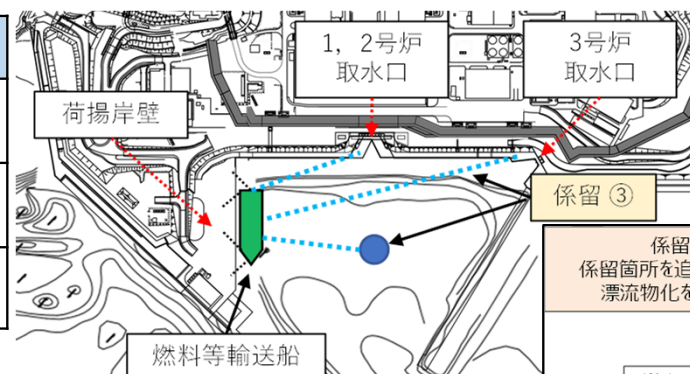 1，2号炉
取水口
3号炉
取水口
荷揚岸壁
係留 ③
係留
係留箇所を追
漂流物化を
燃料等輸送船